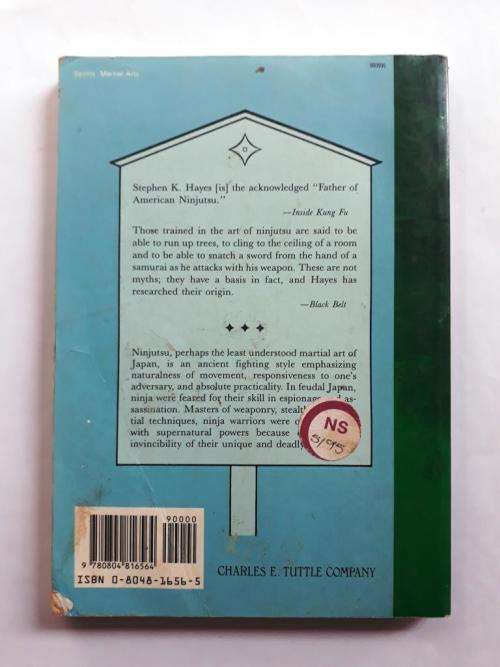 Sports Martial Arts
Stephen K. Hayes [is] the acknowledged "Father of
American Ninjutsu."
—Inside Kung Fu
Those trained in the art of ninjutsu are said to be
able to run up trees, to cling to the ceiling of a room
and to be able to snatch a sword from the hand of a
samurai as he attacks with his weapon. These are not
myths; they have a basis in fact, and Hayes has
researched their origin.
—Black Belt
Ninjutsu, perhaps the least understood martial art of
Japan, is an ancient fighting style emphasizing
naturalness of movement, responsiveness to one's
adversary, and absolute practicality. In feudal Japan,
ninja were feared for their skill in espionage as-
sassination. Masters of weaponry,
tial techniques, ninja warriors were
with supernatural powers because
invincibility of their unique and deadly
NS
90000
9 780804 816564
ISBN 0-8048-1656-5
CHARLES E. TUTTLE COMPANY